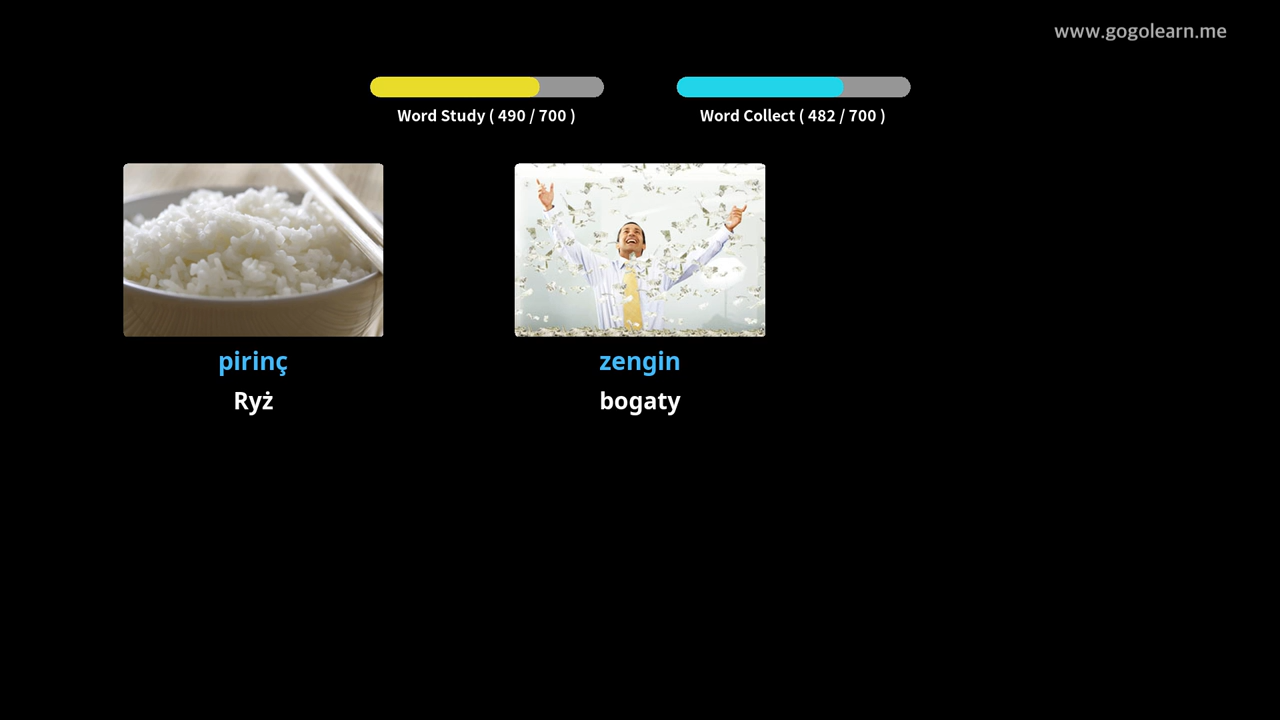 www.gogolearn.me
Word Study ( 490 / 700 )
Word Collect ( 482 / 700 )
pirinç
Ryż
zengin
bogaty